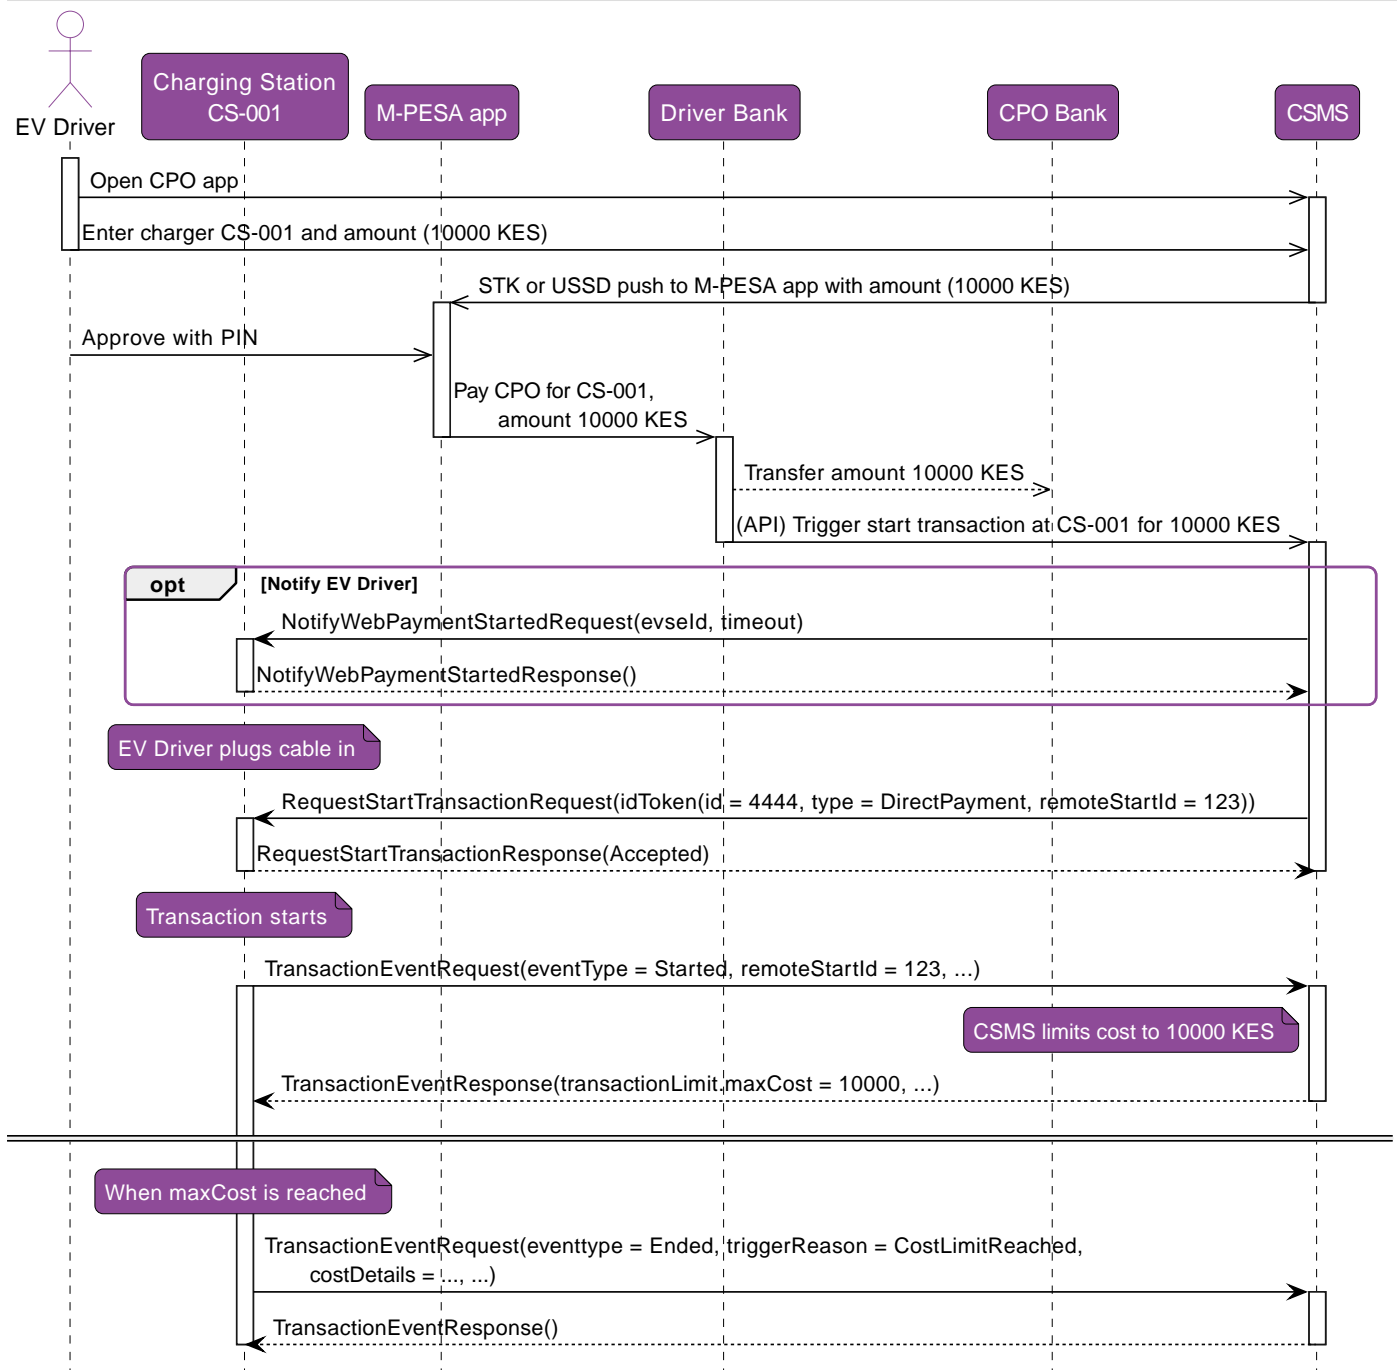 EV Driver
Charging Station
CS-001
M-PESA app
Driver Bank
CPO Bank
CSMS
Open CPO app
Enter charger CS-001 and amount (10000 KES)
STK or USSD push to M-PESA app with amount (10000 KES)
Approve with PIN
Pay CPO for CS-001,
amount 10000 KES
Transfer amount 10000 KES
(API) Trigger start transaction at CS-001 for 10000 KES
opt
[Notify EV Driver]
NotifyWebPaymentStartedRequest(evseId, timeout)
NotifyWebPaymentStartedResponse()
EV Driver plugs cable in
RequestStartTransactionRequest(idToken(id = 4444, type = DirectPayment, remoteStartId = 123))
RequestStartTransactionResponse(Accepted)
Transaction starts
TransactionEventRequest(eventType = Started, remoteStartId = 123, ...)
CSMS limits cost to 10000 KES
TransactionEventResponse(transactionLimit.maxCost = 10000, ...)
When maxCost is reached
TransactionEventRequest(eventtype = Ended, triggerReason = CostLimitReached,
costDetails = ..., ...)
TransactionEventResponse()